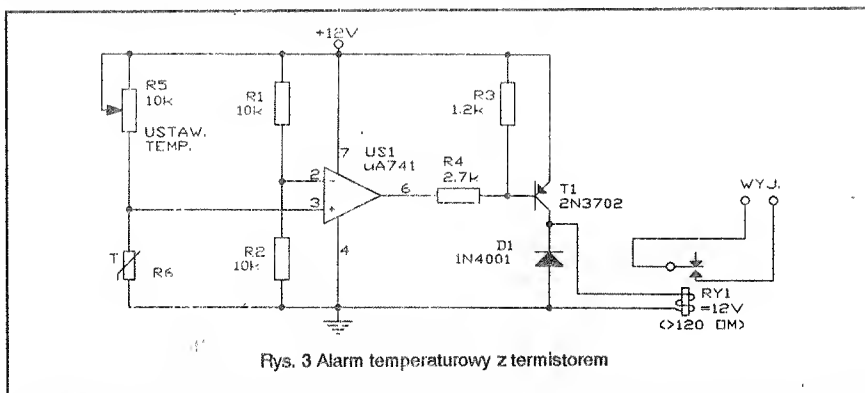 +12V
R5
10k
USTAW.
TEMP.
R1
10k
R3
1.2k
7
US1
uA741
2
3
6
4
R4
2.7k
T1
2N3702
WYJ.
T
R6
R2
10k
D1
1N4001
RY1
=12V
(>120 OM)
Rys. 3 Alarm temperaturowy z termistorem